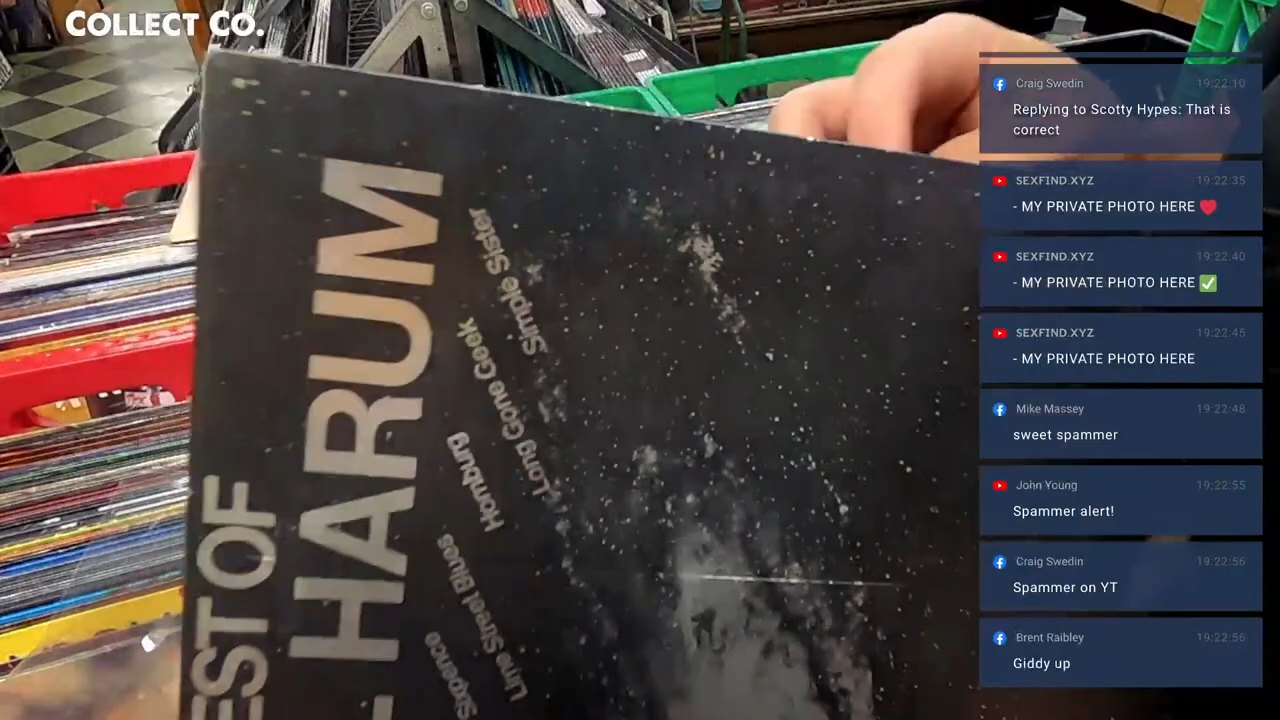 COLLECT CO.
EST OF
L HARUM
Simple Sister
Long Gone Geek
Homburg
Lime Street Blues
Sixpence
Craig Swedin 19:22:10
Replying to Scotty Hypes: That is
correct
SEXFIND.XYZ 19:22:35
- MY PRIVATE PHOTO HERE ❤️
SEXFIND.XYZ 19:22:40
- MY PRIVATE PHOTO HERE ✅
SEXFIND.XYZ 19:22:45
- MY PRIVATE PHOTO HERE
Mike Massey 19:22:48
sweet spammer
John Young 19:22:55
Spammer alert!
Craig Swedin 19:22:56
Spammer on YT
Brent Raibley 19:22:56
Giddy up